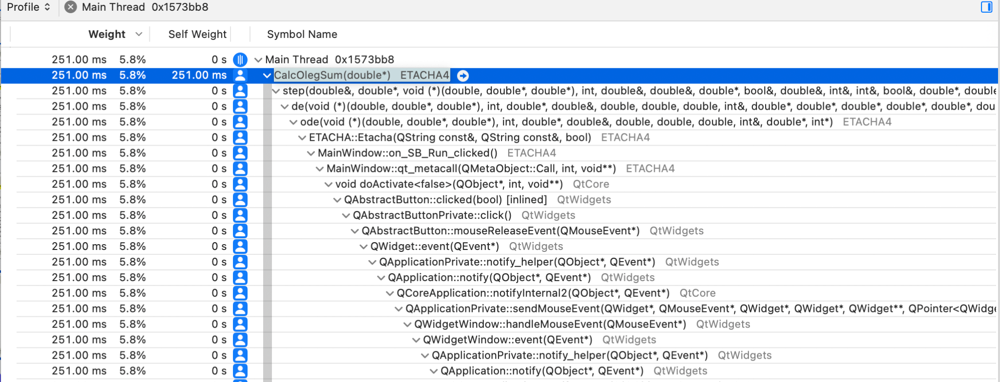 Profile Main Thread 0x1573bb8
Weight Self Weight Symbol Name
251.00 ms 5.8% 0 s Main Thread 0x1573bb8
251.00 ms 5.8% 251.00 ms CalcOlegSum(double*) ETACHA4
251.00 ms 5.8% 0 s step(double&, double*, void (*)(double, double*, double*), int, double&, double&, double*, bool&, double&, int&, int&, bool&, double*, double
251.00 ms 5.8% 0 s de(void (*)(double, double*, double*), int, double*, double&, double, double, double, int&, double*, double*, double*, double*, double*, dou
251.00 ms 5.8% 0 s ode(void (*)(double, double*, double*), int, double*, double&, double, double, double, int&, double*, int*) ETACHA4
251.00 ms 5.8% 0 s ETACHA::Etacha(QString const&, QString const&, bool) ETACHA4
251.00 ms 5.8% 0 s MainWindow::on_SB_Run_clicked() ETACHA4
251.00 ms 5.8% 0 s MainWindow::qt_metacall(QMetaObject::Call, int, void**) ETACHA4
251.00 ms 5.8% 0 s void doActivate<false>(QObject*, int, void**) QtCore
251.00 ms 5.8% 0 s QAbstractButton::clicked(bool) [inlined] QtWidgets
251.00 ms 5.8% 0 s QAbstractButtonPrivate::click() QtWidgets
251.00 ms 5.8% 0 s QAbstractButton::mouseReleaseEvent(QMouseEvent*) QtWidgets
251.00 ms 5.8% 0 s QWidget::event(QEvent*) QtWidgets
251.00 ms 5.8% 0 s QApplicationPrivate::notify_helper(QObject*, QEvent*) QtWidgets
251.00 ms 5.8% 0 s QApplication::notify(QObject*, QEvent*) QtWidgets
251.00 ms 5.8% 0 s QCoreApplication::notifyInternal2(QObject*, QEvent*) QtCore
251.00 ms 5.8% 0 s QApplicationPrivate::sendMouseEvent(QWidget*, QMouseEvent*, QWidget*, QWidget*, QWidget**, QPointer<QWidge
251.00 ms 5.8% 0 s QWidgetWindow::handleMouseEvent(QMouseEvent*) QtWidgets
251.00 ms 5.8% 0 s QWidgetWindow::event(QEvent*) QtWidgets
251.00 ms 5.8% 0 s QApplicationPrivate::notify_helper(QObject*, QEvent*) QtWidgets
251.00 ms 5.8% 0 s QApplication::notify(QObject*, QEvent*) QtWidgets